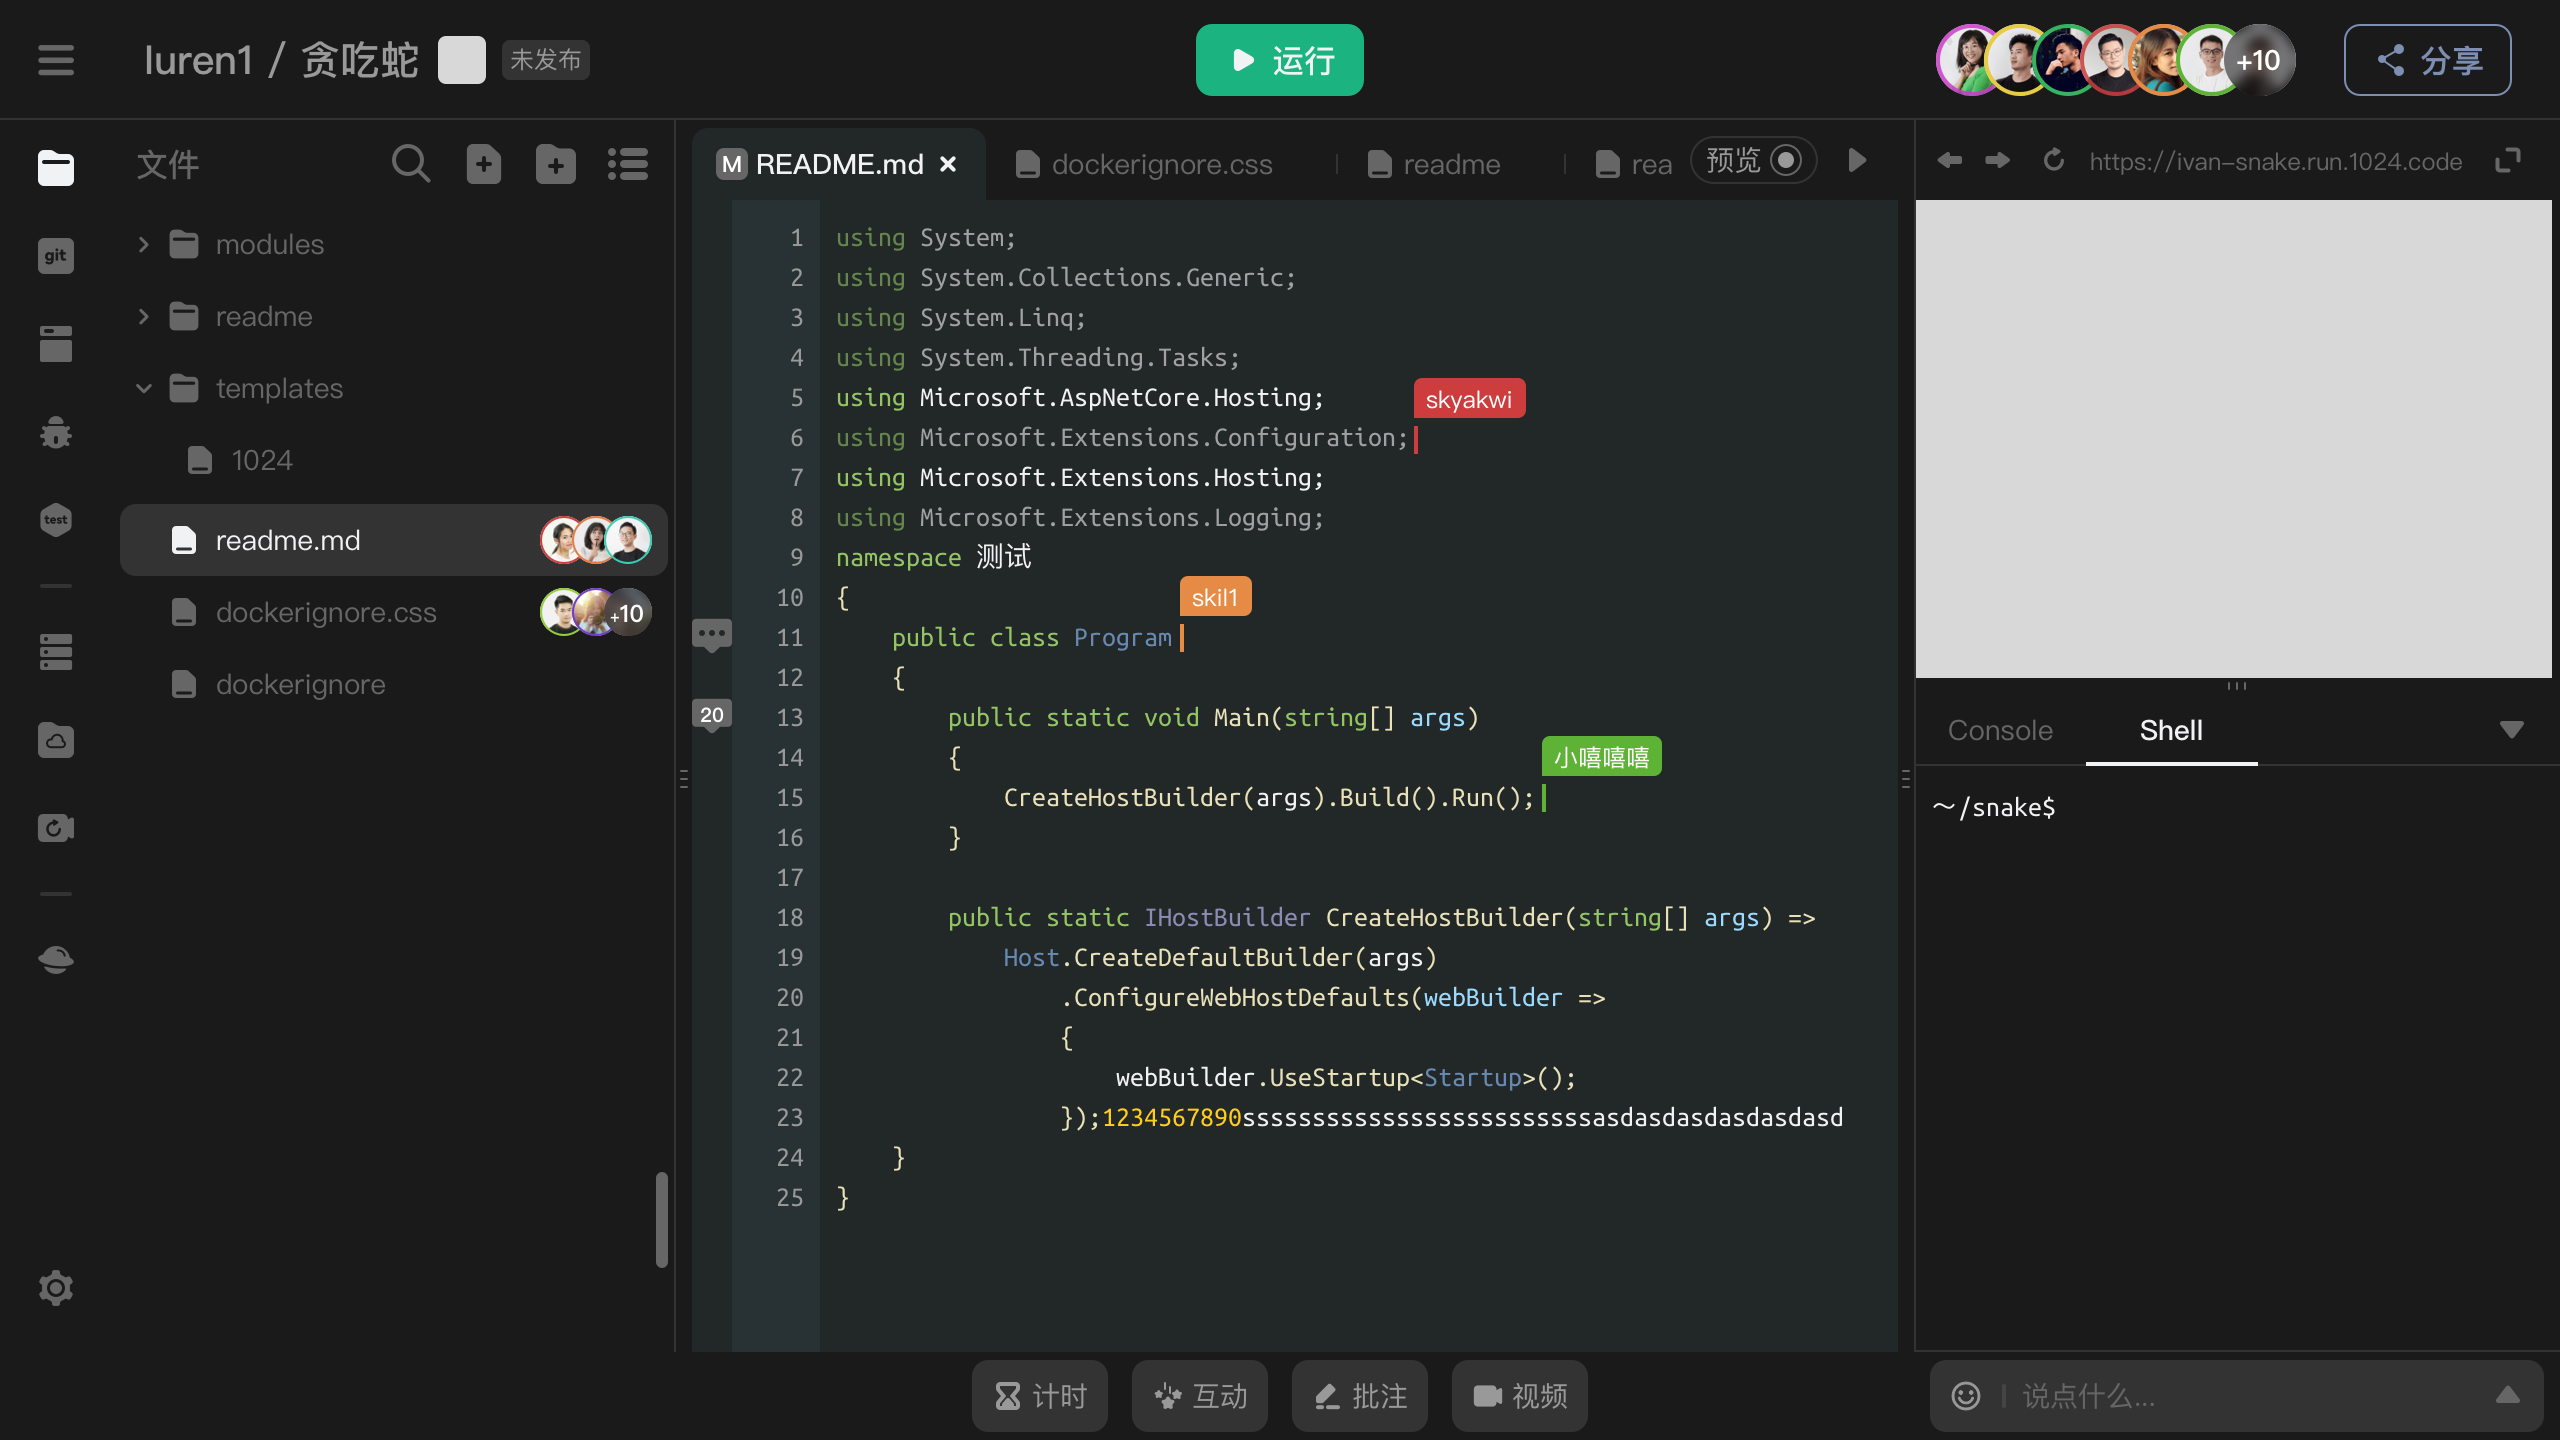 luren1 / 贪吃蛇 未发布
运行
+10
分享
文件
git
test
modules
readme
templates
1024
readme.md
dockerignore.css +10
dockerignore
M README.md
dockerignore.css
readme
rea
预览
https://ivan-snake.run.1024.code
1 using System;
2 using System.Collections.Generic;
3 using System.Linq;
4 using System.Threading.Tasks;
5 using Microsoft.AspNetCore.Hosting;
skyakwi
6 using Microsoft.Extensions.Configuration;
7 using Microsoft.Extensions.Hosting;
8 using Microsoft.Extensions.Logging;
9 namespace 测试
10 {
skil1
11 public class Program
12 {
20
13 public static void Main(string[] args)
14 {
小嘻嘻嘻
15 CreateHostBuilder(args).Build().Run();
16 }
17
18 public static IHostBuilder CreateHostBuilder(string[] args) =>
19 Host.CreateDefaultBuilder(args)
20 .ConfigureWebHostDefaults(webBuilder =>
21 {
22 webBuilder.UseStartup<Startup>();
23 });1234567890sssssssssssssssssssssssssasdasdasdasdasdasd
24 }
25 }
Console
Shell
~/snake$
计时
互动
批注
视频
说点什么...